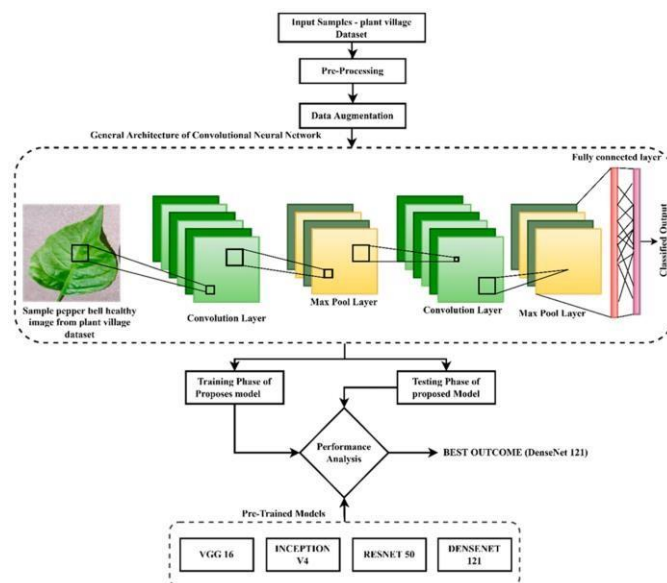 Input Samples - plant village
Dataset
Pre-Processing
Data Augmentation
General Architecture of Convolutional Neural Network
Fully connected layer
Classified Output
Sample pepper bell healthy
image from plant village
dataset
Convolution Layer
Max Pool Layer
Convolution Layer
Max Pool Layer
Training Phase of
Proposes model
Testing Phase of
proposed Model
Performance
Analysis
BEST OUTCOME (DenseNet 121)
Pre-Trained Models
VGG 16
INCEPTION
V4
RESNET 50
DENSENET
121